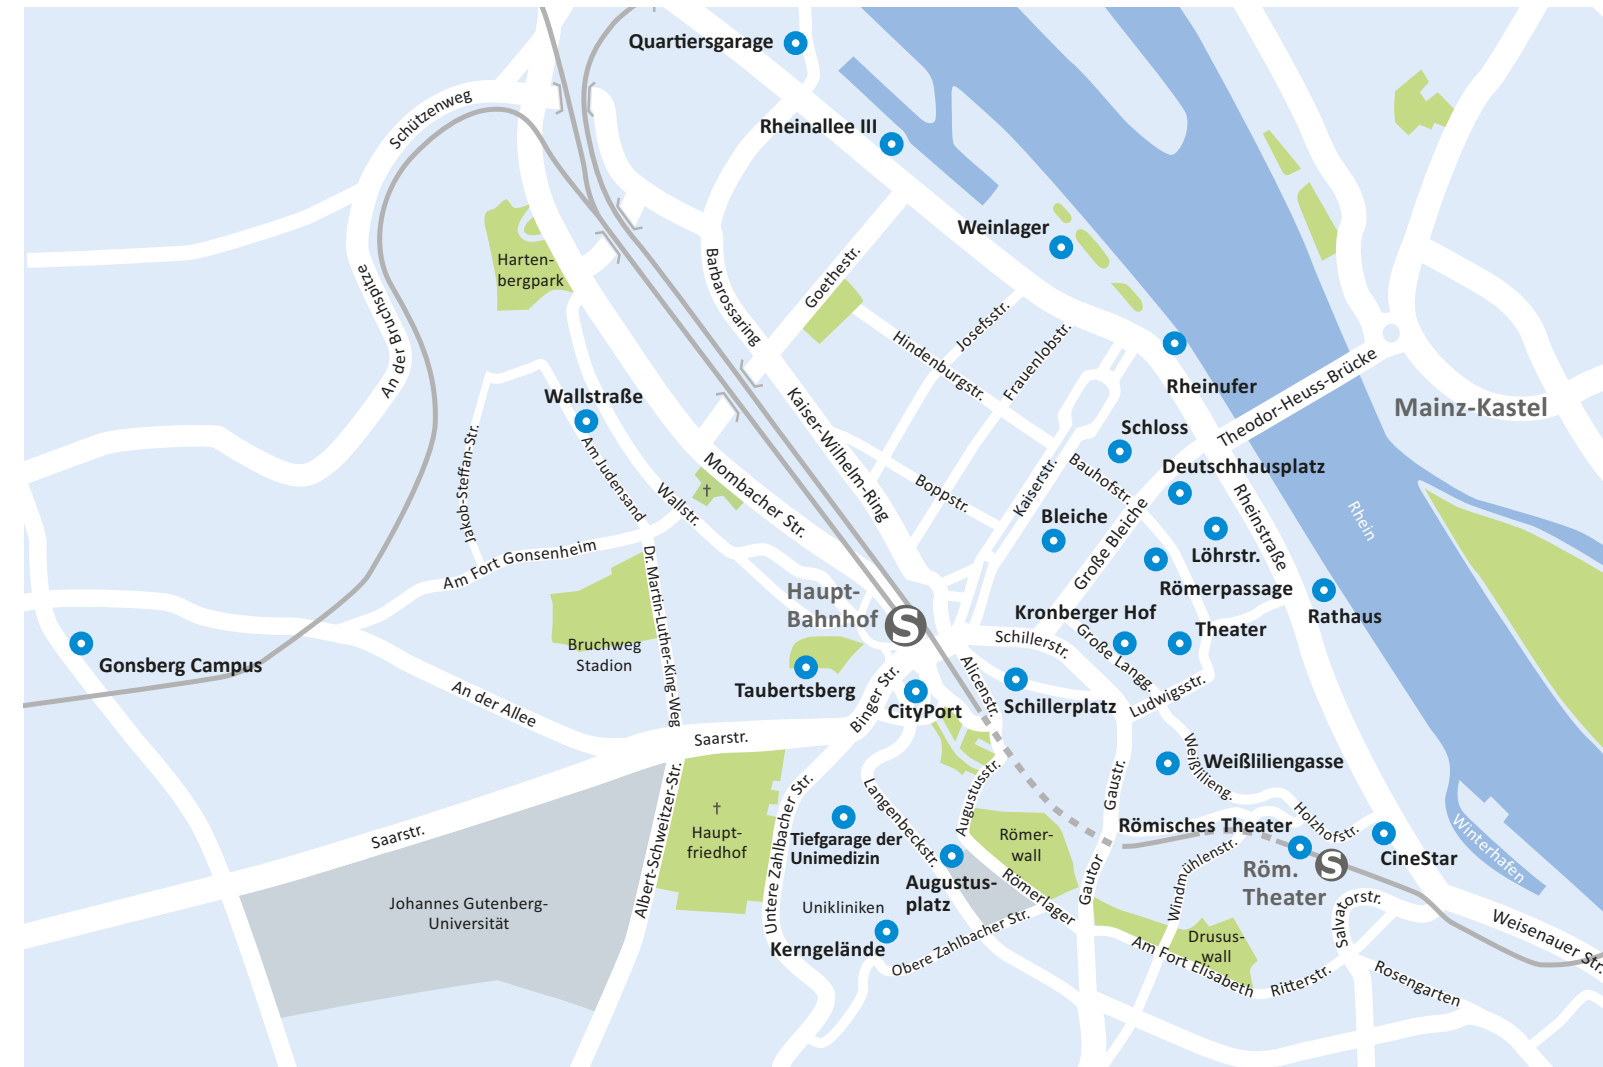 Quartiersgarage
Schützenweg
Rheinallee III
Weinlager
Harten-
bergpark
An der Bruchspitze
Barbarossaring
Goethestr.
Josefsstr.
Hindenburgstr.
Frauenlobstr.
Rheinufer
Theodor-Heuss-Brücke
Mainz-Kastel
Wallstraße
Kaiser-Wilhelm-Ring
Schloss
Jakob-Steffan-Str.
Am Judensand
Mombacher Str.
Wallstr.
Boppstr.
Kaiserstr.
Bauhofstr.
Deutschhausplatz
Rheinstraße
Rhein
Bleiche
Große Bleiche
Löhrstr.
Am Fort Gonsenheim
Dr. Martin-Luther-King-Weg
Haupt-
Bahnhof
S
Römerpassage
Kronberger Hof
Rathaus
Schillerstr.
Große Langg.
Theater
Bruchweg
Stadion
Gonsberg Campus
Taubertsberg
Binger Str.
CityPort
Alicenstr.
Schillerplatz
Ludwigsstr.
An der Allee
Saarstr.
Weißlilieng.
Weißliliengasse
Saarstr.
Albert-Schweitzer-Str.
Haupt-
friedhof
Untere Zahlbacher Str.
Tiefgarage der
Unimedizin
Langenbeckstr.
Augustusstr.
Gaustr.
Römer-
wall
Römisches Theater
Holzhofstr.
Windmühlenstr.
Röm.
Theater
S
CineStar
Winterhafen
Johannes Gutenberg-
Universität
Augustus-
platz
Unikliniken
Kerngelände
Römerlager
Gautor
Obere Zahlbacher Str.
Am Fort Elisabeth
Drusus-
wall
Ritterstr.
Salvatorstr.
Rosengarten
Weisenauer Str.